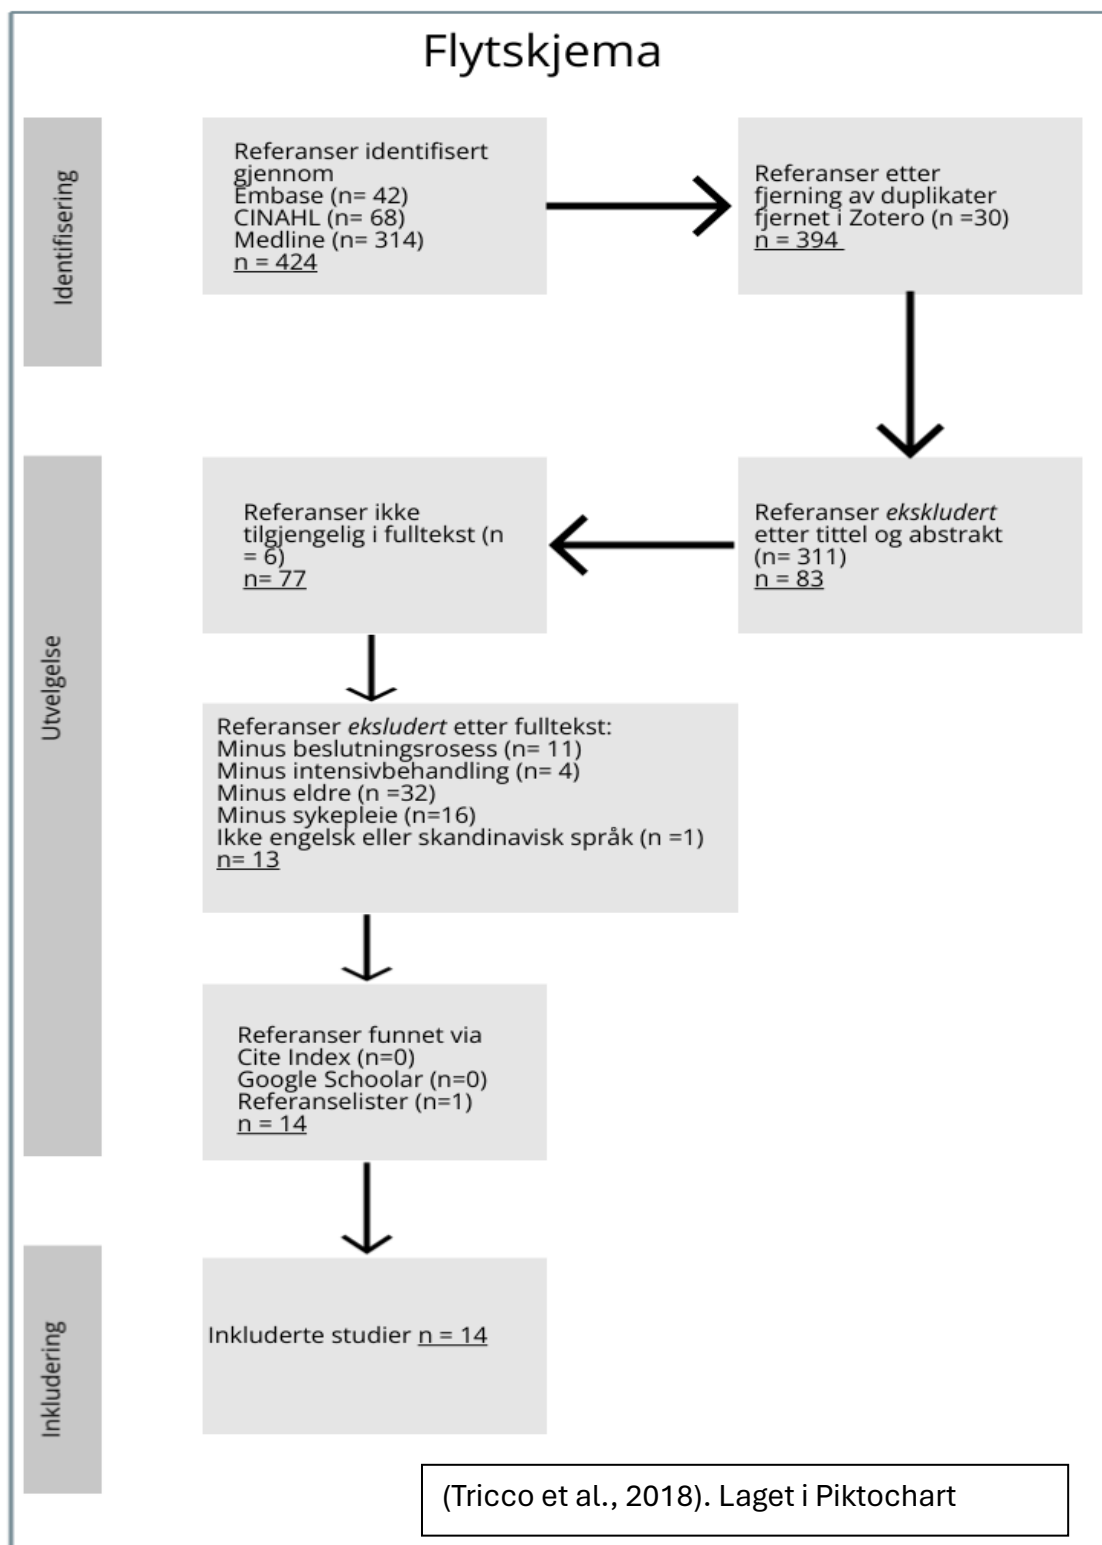 Flytskjema
Identifisering
Referanser identifisert
gjennom
Embase (n= 42)
CINAHL (n= 68)
Medline (n= 314)
n = 424
Referanser etter
fjerning av duplikater
fjernet i Zotero (n =30)
n = 394
Utvelgelse
Referanser ekskludert
etter tittel og abstrakt
(n= 311)
n = 83
Referanser ikke
tilgjengelig i fulltekst (n
= 6)
n= 77
Referanser eksludert etter fulltekst:
Minus beslutningsrosess (n= 11)
Minus intensivbehandling (n= 4)
Minus eldre (n =32)
Minus sykepleie (n=16)
Ikke engelsk eller skandinavisk språk (n =1)
n= 13
Referanser funnet via
Cite Index (n=0)
Google Schoolar (n=0)
Referanselister (n=1)
n = 14
Inkludering
Inkluderte studier n = 14
(Tricco et al., 2018). Laget i Piktochart